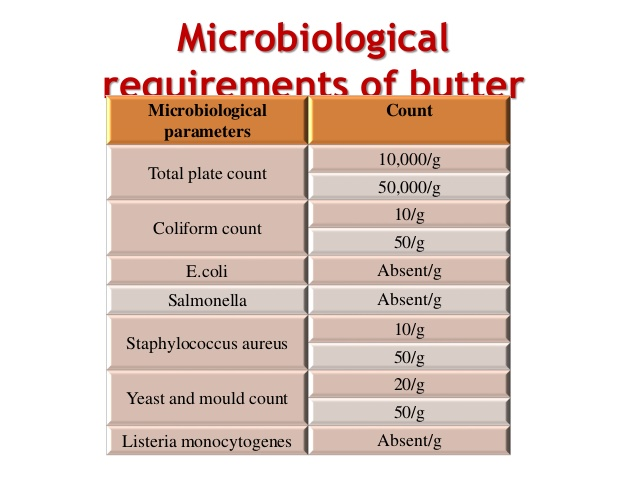 Microbiological
requirements of butter
Microbiological
parameters
Count
Total plate count
10,000/g
50,000/g
Coliform count
10/g
50/g
E.coli
Absent/g
Salmonella
Absent/g
Staphylococcus aureus
10/g
50/g
Yeast and mould count
20/g
50/g
Listeria monocytogenes
Absent/g